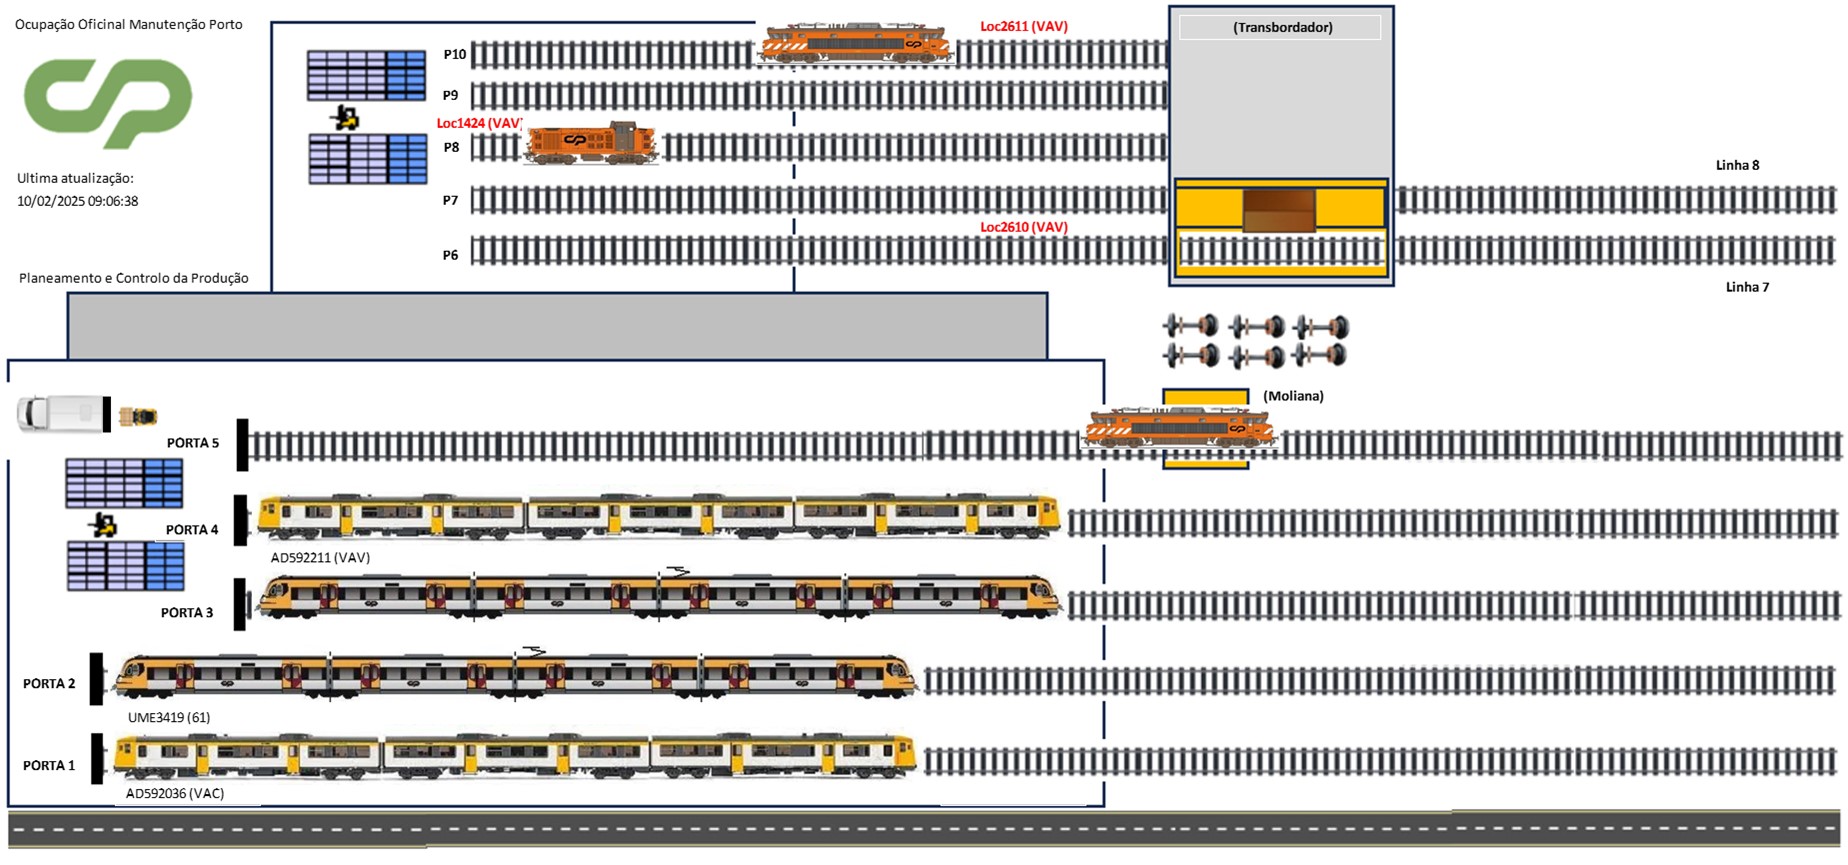 Ocupação Oficinal Manutenção Porto
Loc2611 (VAV)
(Transbordador)
P10
P9
Loc1424 (VAV)
P8
Linha 8
Ultima atualização:
10/02/2025 09:06:38
P7
Loc2610 (VAV)
P6
Planeamento e Controlo da Produção
Linha 7
(Moliana)
PORTA 5
PORTA 4
AD592211 (VAV)
PORTA 3
PORTA 2
UME3419 (61)
PORTA 1
AD592036 (VAC)